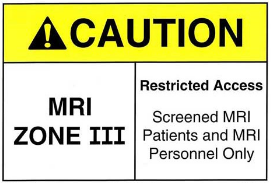 CAUTION
MRI
ZONE III
Restricted Access
Screened MRI
Patients and MRI
Personnel Only